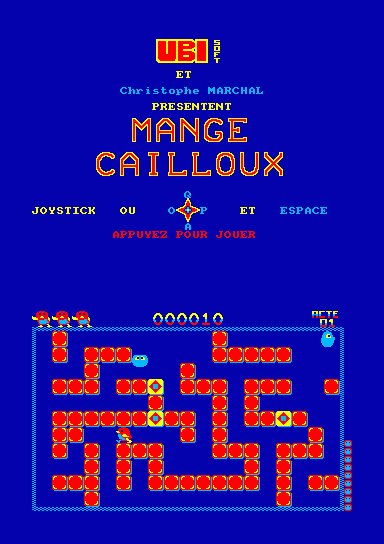 UBI SOFT
ET
Christophe MARCHAL
PRESENTENT
MANGE
CAILLOUX
Q
JOYSTICK OU O P ET ESPACE
A
APPUYEZ POUR JOUER
000010
ACTE
01